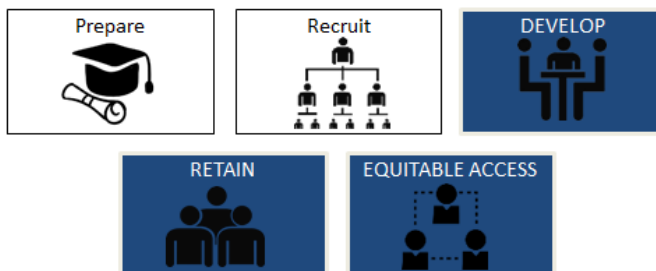 Prepare
Recruit
DEVELOP
RETAIN
EQUITABLE ACCESS